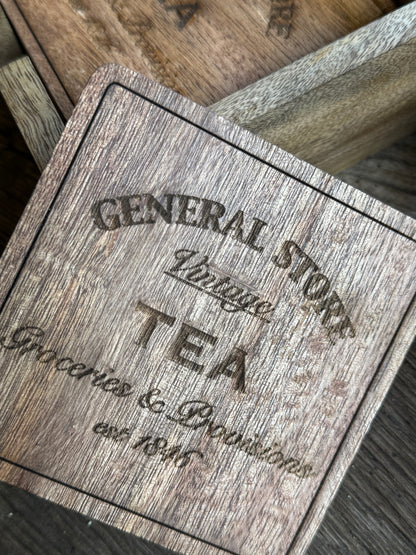 GENERAL STORE
Vintage
TEA
Groceries & Provisions
est. 1846